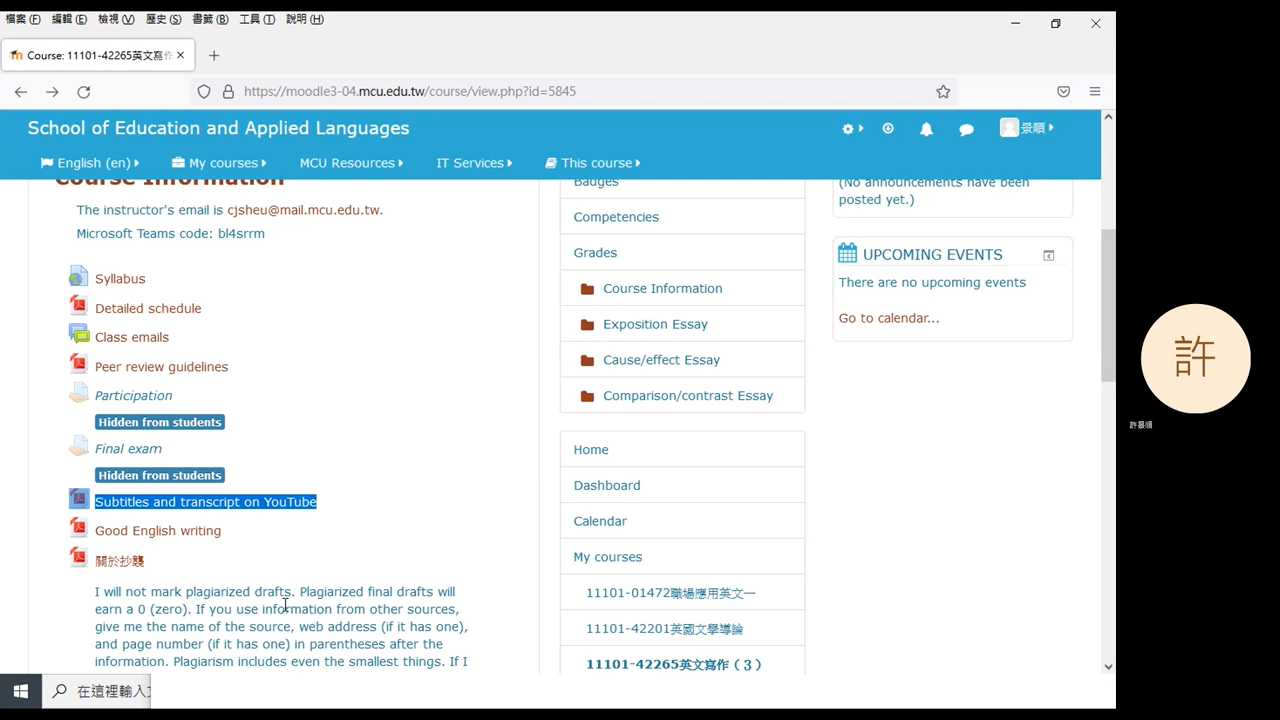 檔案(F) 編輯(E) 檢視(V) 歷史(S) 書籤(B) 工具(T) 說明(H)
Course: 11101-42265英文寫作
https://moodle3-04.mcu.edu.tw/course/view.php?id=5845
School of Education and Applied Languages
景順
English (en) My courses MCU Resources IT Services This course
Course Information
The instructor's email is cjsheu@mail.mcu.edu.tw.
Microsoft Teams code: bl4srrm
Syllabus
Detailed schedule
Class emails
Peer review guidelines
Participation
Hidden from students
Final exam
Hidden from students
Subtitles and transcript on YouTube
Good English writing
關於抄襲
I will not mark plagiarized drafts. Plagiarized final drafts will
earn a 0 (zero). If you use information from other sources,
give me the name of the source, web address (if it has one),
and page number (if it has one) in parentheses after the
information. Plagiarism includes even the smallest things. If I
Badges
Competencies
Grades
Course Information
Exposition Essay
Cause/effect Essay
Comparison/contrast Essay
Home
Dashboard
Calendar
My courses
11101-01472職場應用英文一
11101-42201英國文學導論
11101-42265英文寫作（3）
(No announcements have been
posted yet.)
UPCOMING EVENTS
There are no upcoming events
Go to calendar...
許
許景順
在這裡輸入